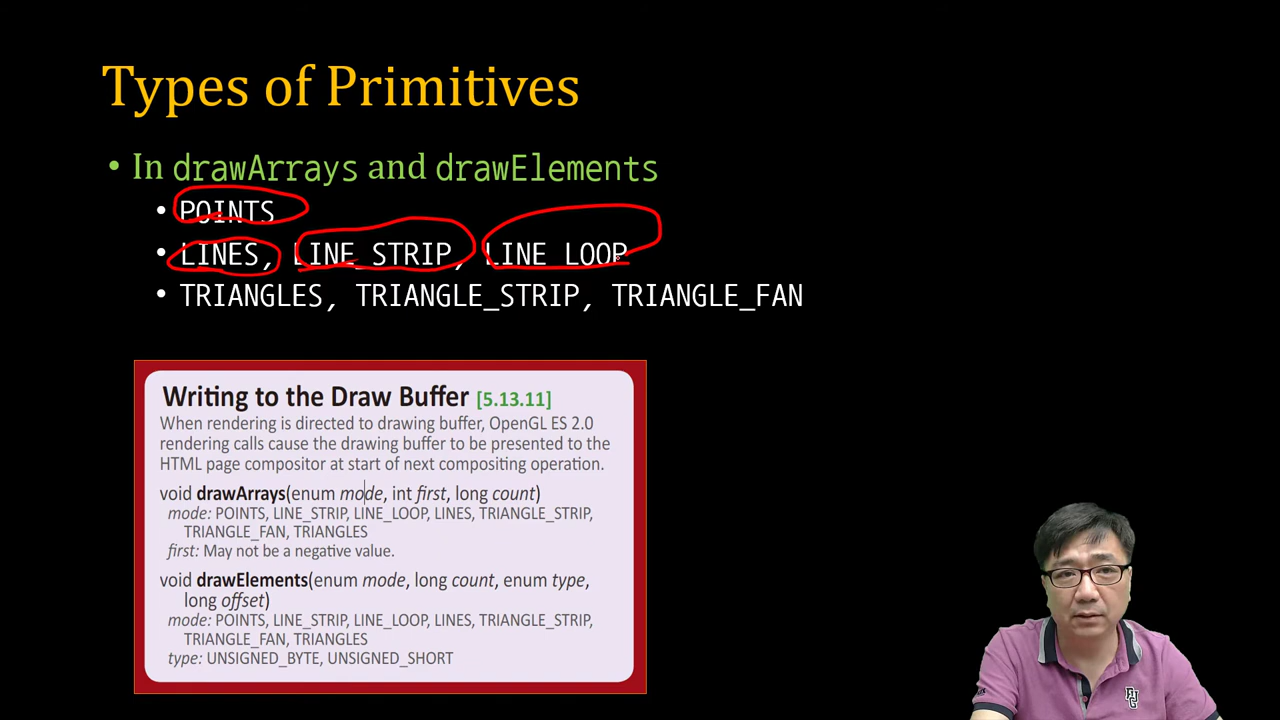 Types of Primitives
• In drawArrays and drawElements
• POINTS
• LINES, LINE_STRIP, LINE_LOOP
• TRIANGLES, TRIANGLE_STRIP, TRIANGLE_FAN
Writing to the Draw Buffer [5.13.11]
When rendering is directed to drawing buffer, OpenGL ES 2.0
rendering calls cause the drawing buffer to be presented to the
HTML page compositor at start of next compositing operation.
void drawArrays(enum mode, int first, long count)
mode: POINTS, LINE_STRIP, LINE_LOOP, LINES, TRIANGLE_STRIP,
TRIANGLE_FAN, TRIANGLES
first: May not be a negative value.
void drawElements(enum mode, long count, enum type,
long offset)
mode: POINTS, LINE_STRIP, LINE_LOOP, LINES, TRIANGLE_STRIP,
TRIANGLE_FAN, TRIANGLES
type: UNSIGNED_BYTE, UNSIGNED_SHORT